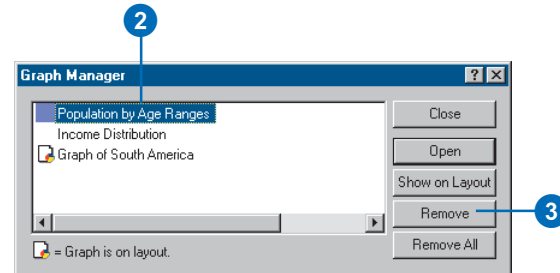 2
Graph Manager
Population by Age Ranges
Income Distribution
Graph of South America
= Graph is on layout.
Close
Open
Show on Layout
Remove
3
Remove All